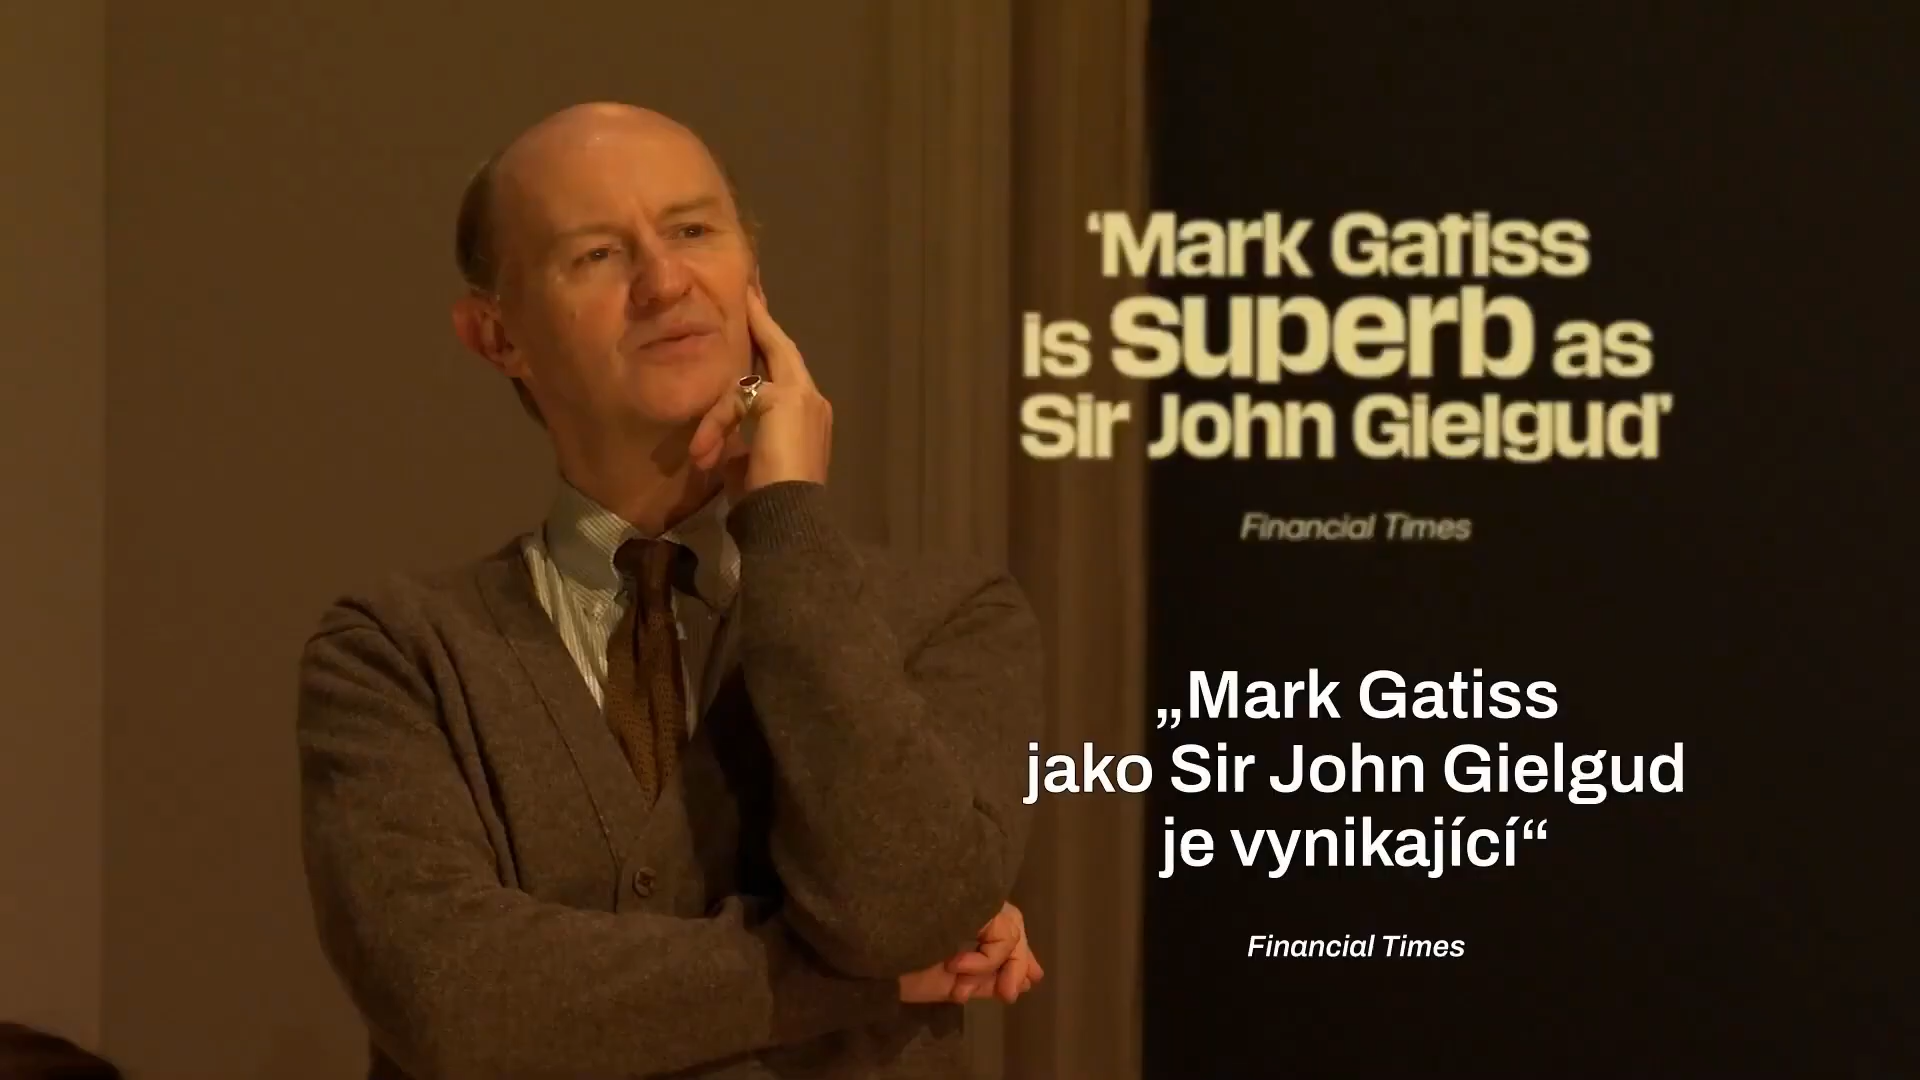 ‘Mark Gatiss
is superb as
Sir John Gielgud’
Financial Times
„Mark Gatiss
jako Sir John Gielgud
je vynikající“
Financial Times